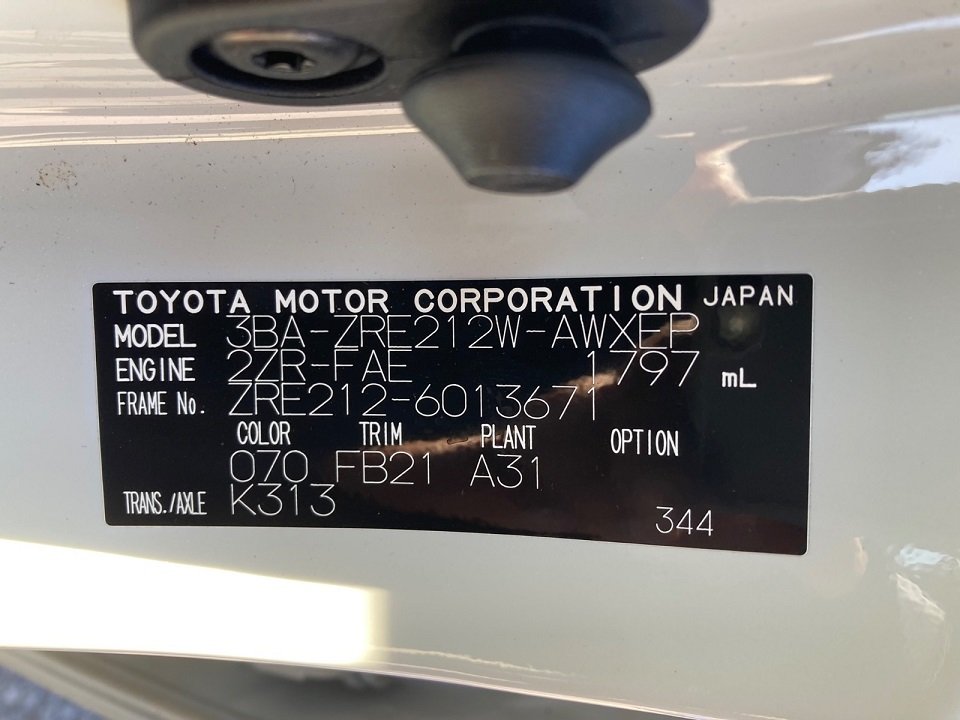 TOYOTA MOTOR CORPORATION JAPAN
MODEL 3BA-ZRE212W-AWXEP
ENGINE 2ZR-FAE 1797 mL
FRAME No. ZRE212-6013671
COLOR TRIM PLANT OPTION
070 FB21 A31
TRANS./AXLE K313
344